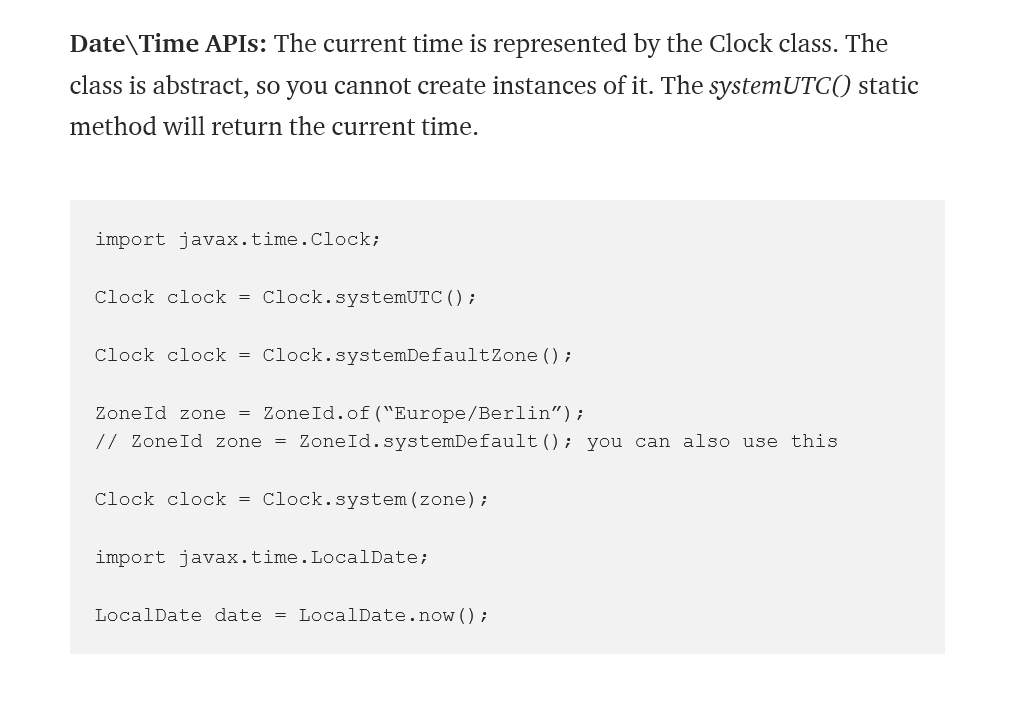 Date\Time APIs: The current time is represented by the Clock class. The
class is abstract, so you cannot create instances of it. The systemUTC() static
method will return the current time.
import javax.time.Clock;
Clock clock = Clock.systemUTC();
Clock clock = Clock.systemDefaultZone();
ZoneId zone = ZoneId.of(“Europe/Berlin”);
// ZoneId zone = ZoneId.systemDefault(); you can also use this
Clock clock = Clock.system(zone);
import javax.time.LocalDate;
LocalDate date = LocalDate.now();